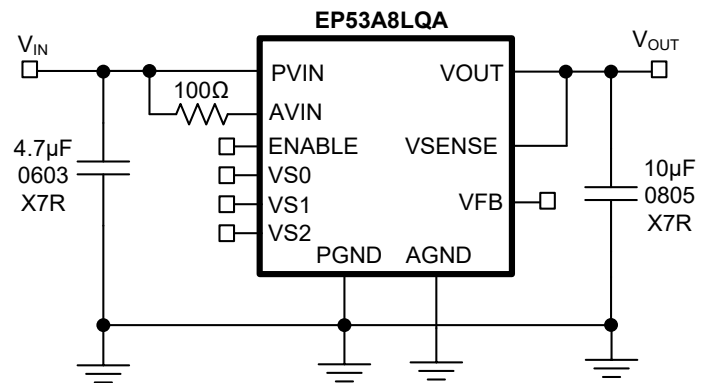 EP53A8LQA
VIN
VOUT
PVIN
VOUT
100Ω
AVIN
4.7µF
0603
X7R
ENABLE
VSENSE
VS0
VS1
VFB
VS2
10µF
0805
X7R
PGND
AGND